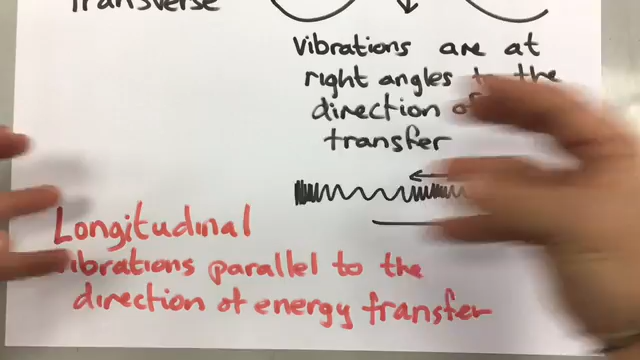 Transverse
Vibrations are at
right angles to the
direction of
transfer
Longitudinal
vibrations parallel to the
direction of energy transfer